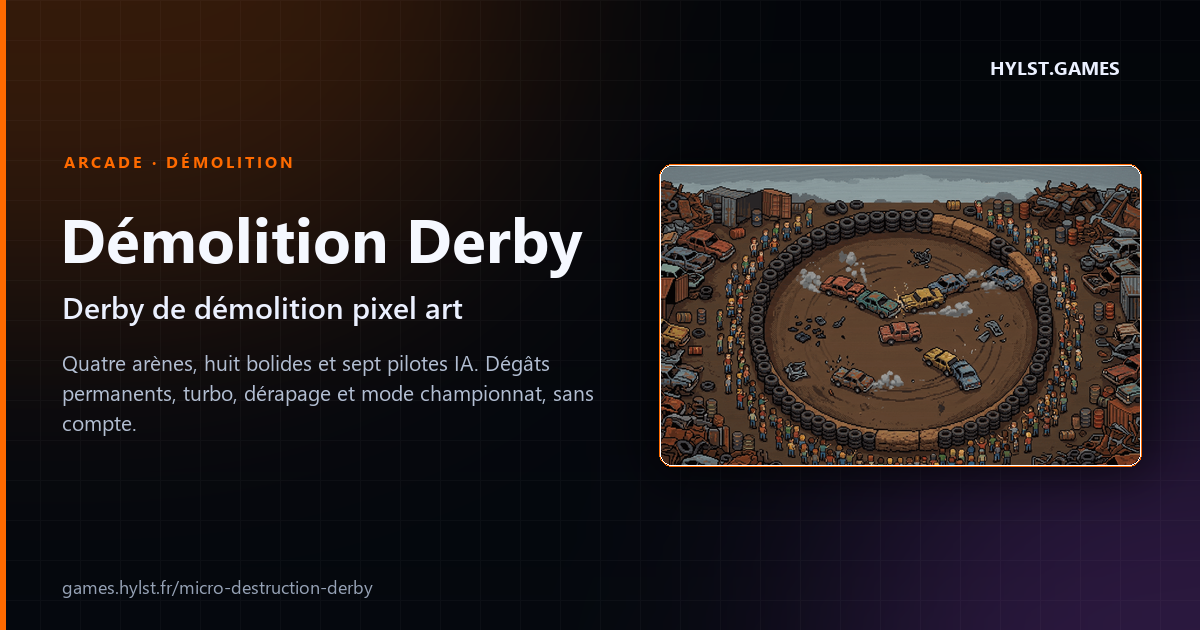 HYLST.GAMES
ARCADE · DÉMOLITION
Démolition Derby
Derby de démolition pixel art
Quatre arènes, huit bolides et sept pilotes IA. Dégâts
permanents, turbo, dérapage et mode championnat, sans
compte.
games.hylst.fr/micro-destruction-derby